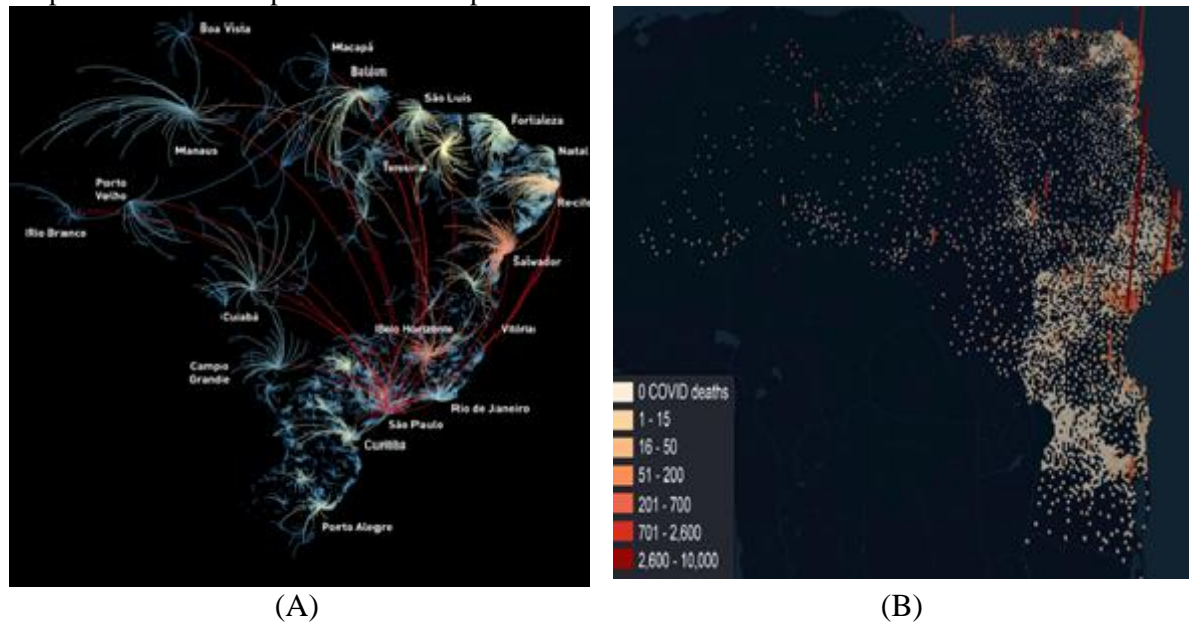 Boa Vista
Macapá
Belém
São Luís
Fortaleza
Natal
Manaus
Teresina
Recife
Porto
Velho
Rio Branco
Salvador
Cuiabá
Belo Horizonte
Vitória
Campo
Grande
Rio de Janeiro
São Paulo
Curitiba
Porto Alegre
0 COVID deaths
1 - 15
16 - 50
51 - 200
201 - 700
701 - 2,600
2,600 - 10,000
(A)
(B)